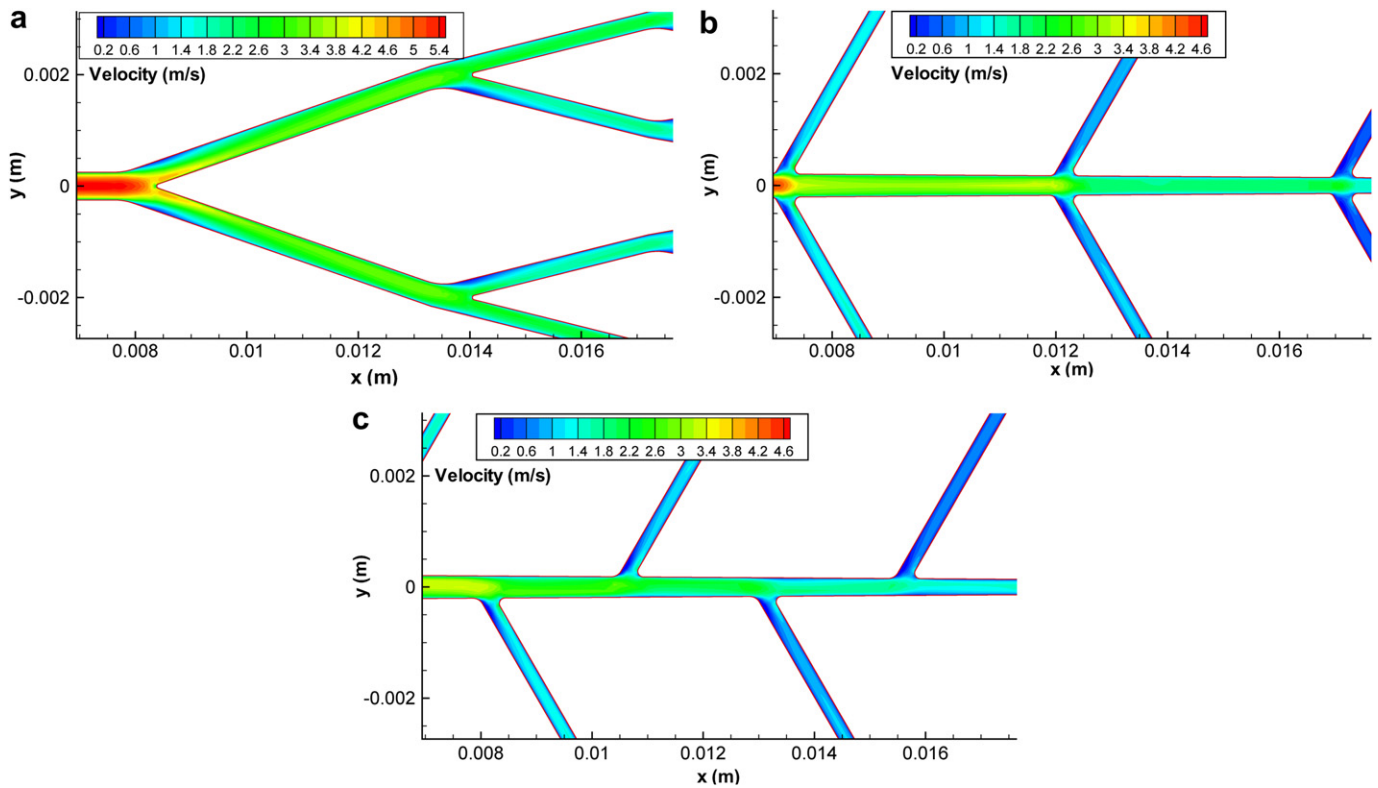 a
0.2 0.6 1 1.4 1.8 2.2 2.6 3 3.4 3.8 4.2 4.6 5 5.4
Velocity (m/s)
0.002
0
-0.002
y (m)
0.008 0.01 0.012 0.014 0.016
x (m)
b
0.2 0.6 1 1.4 1.8 2.2 2.6 3 3.4 3.8 4.2 4.6
Velocity (m/s)
0.002
0
-0.002
y (m)
0.008 0.01 0.012 0.014 0.016
x (m)
c
0.2 0.6 1 1.4 1.8 2.2 2.6 3 3.4 3.8 4.2 4.6
Velocity (m/s)
0.002
0
-0.002
y (m)
0.008 0.01 0.012 0.014 0.016
x (m)